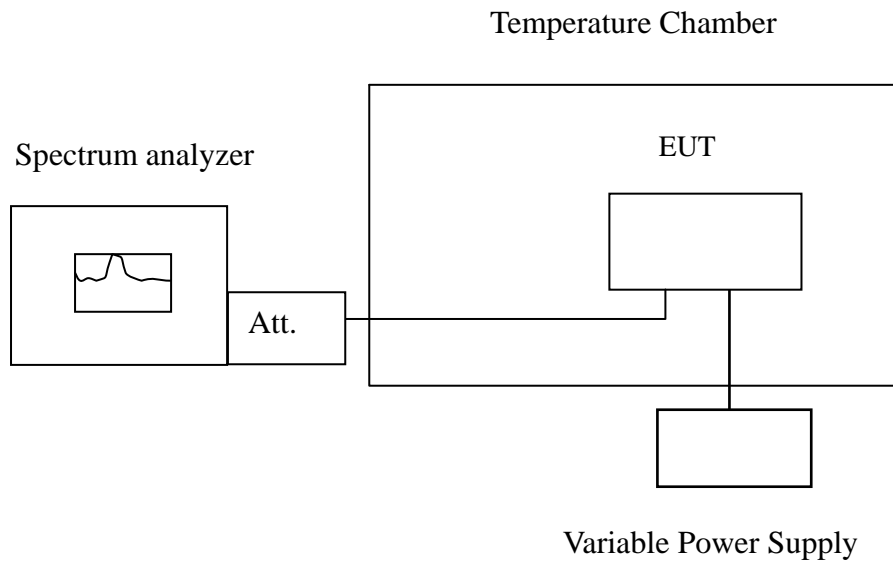 Temperature Chamber
EUT
Spectrum analyzer
Att.
Variable Power Supply